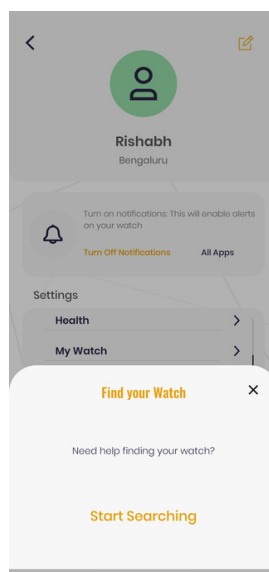 Rishabh
Bengaluru
Turn on notifications: This will enable alerts
on your watch
Turn Off Notifications All Apps
Settings
Health
My Watch
Find your Watch
Need help finding your watch?
Start Searching